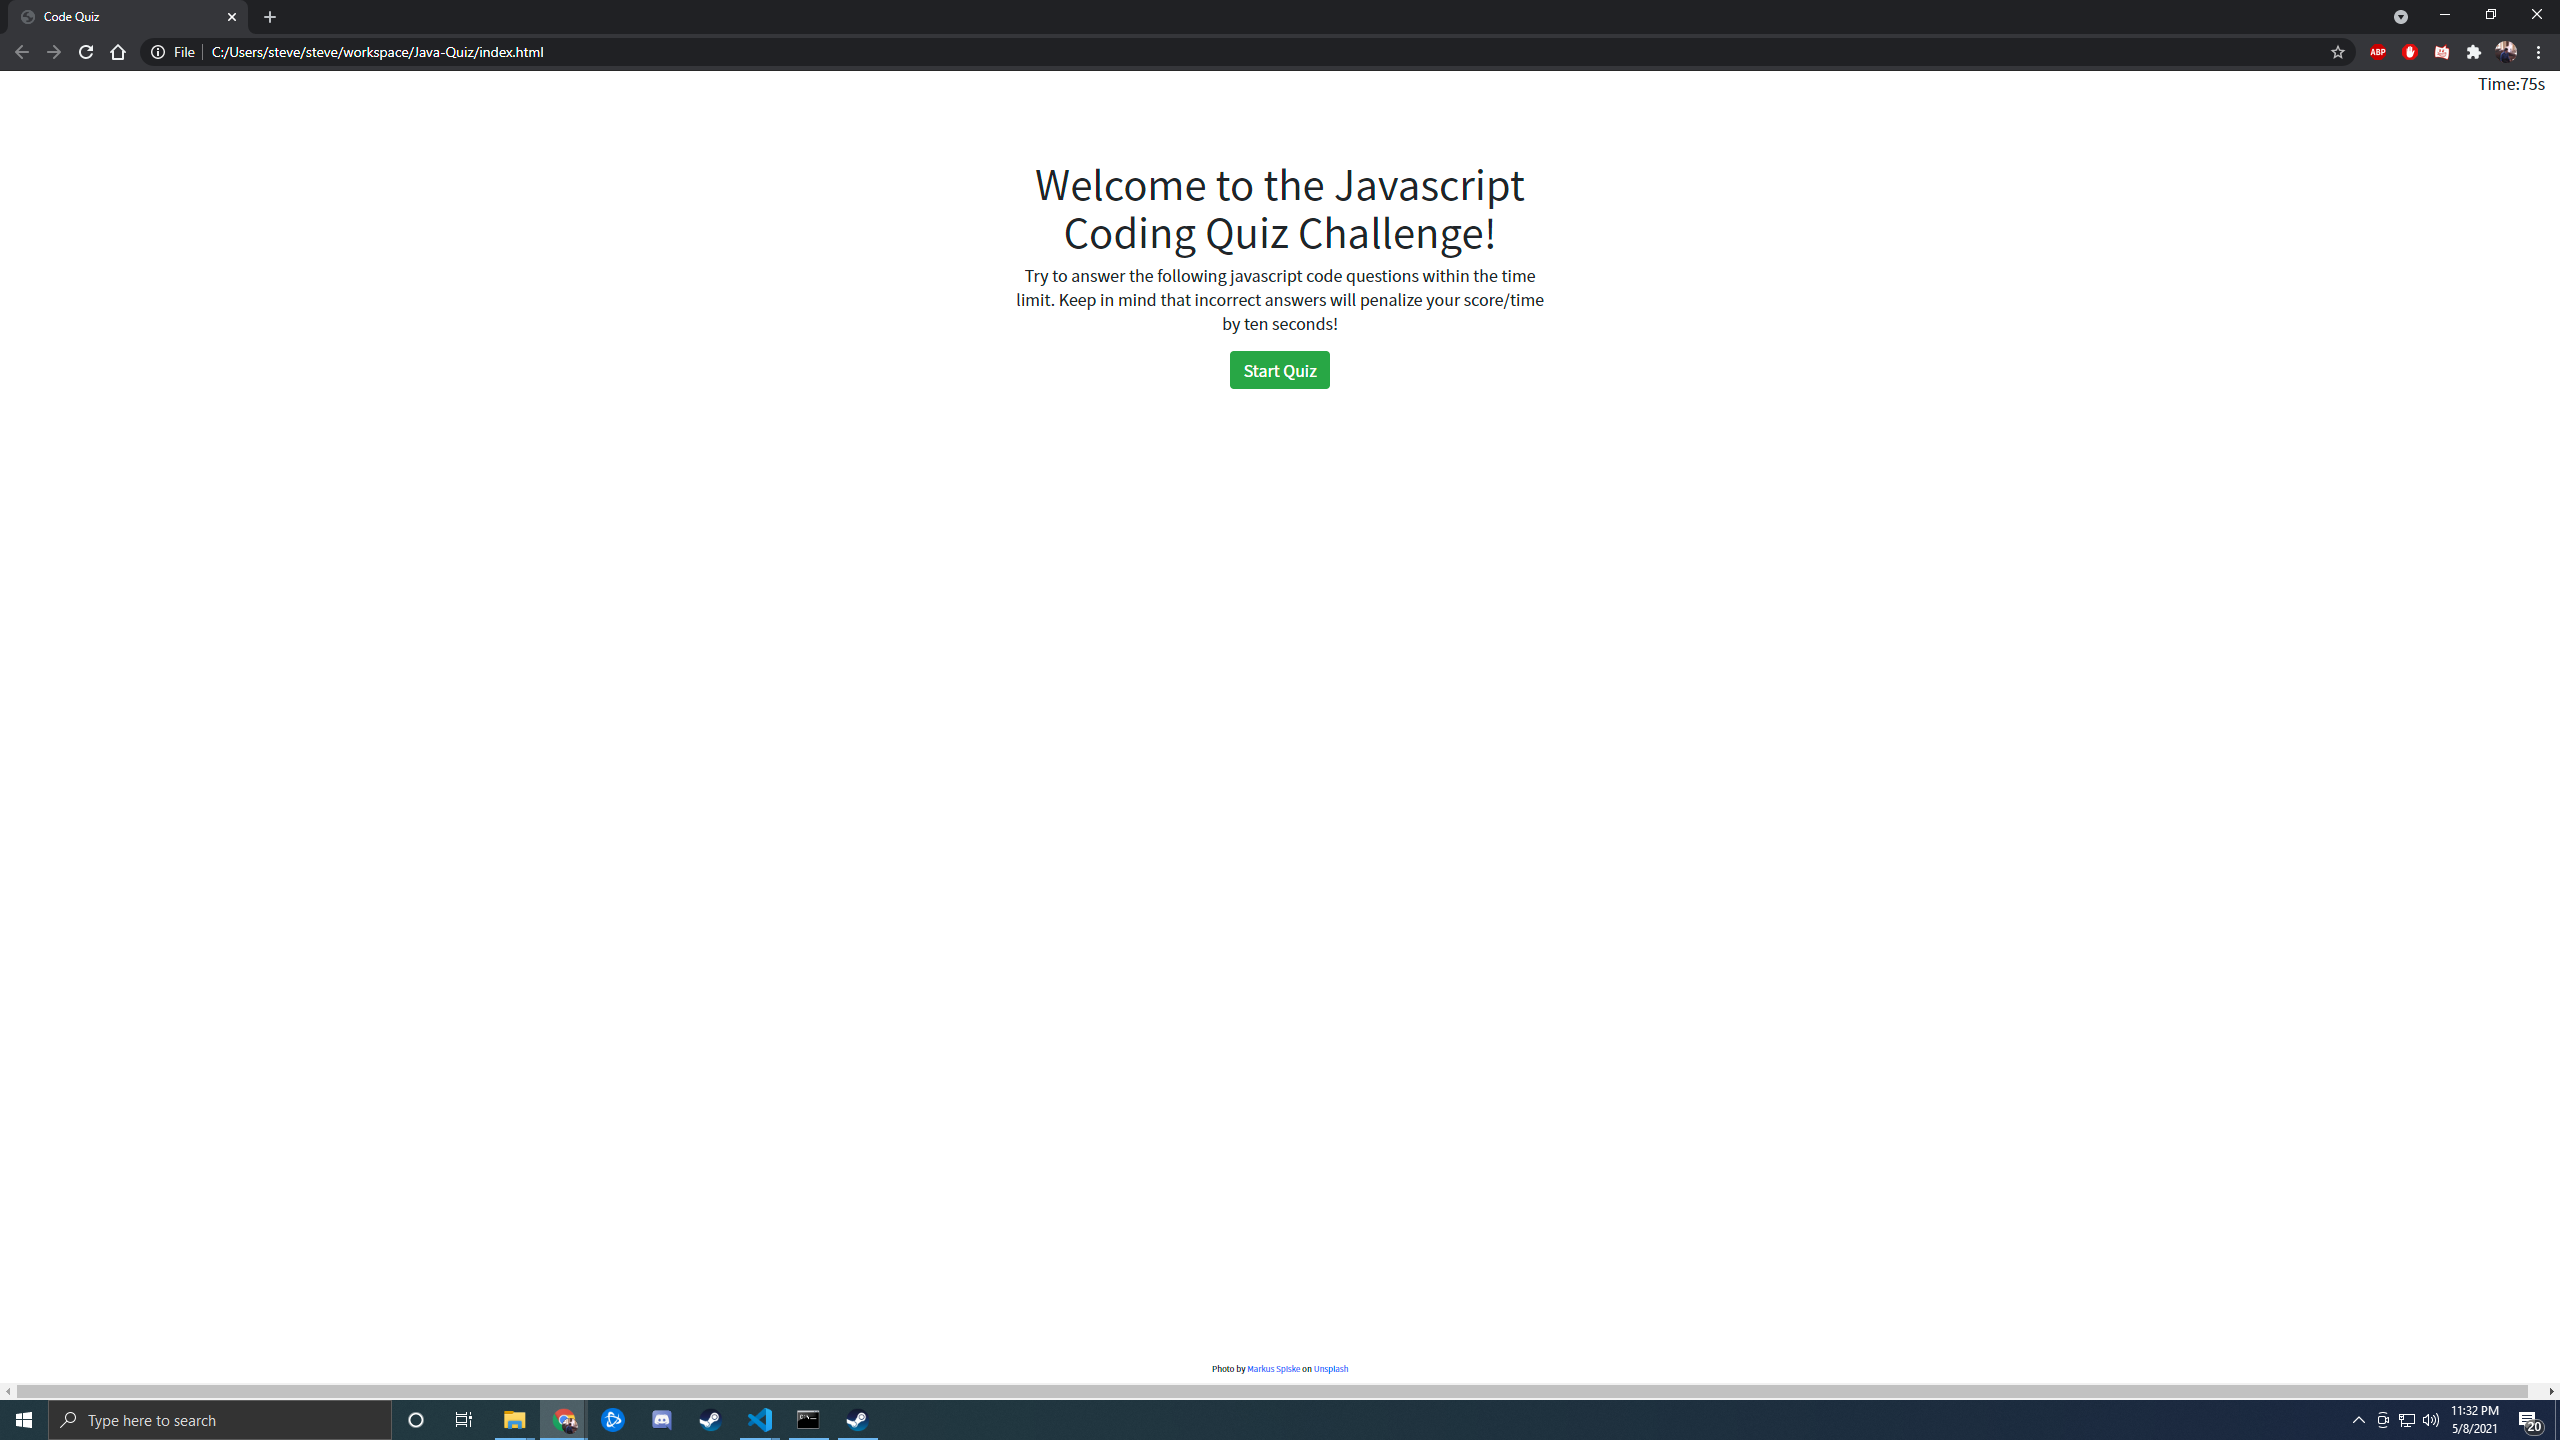 Code Quiz
File
C:/Users/steve/steve/workspace/Java-Quiz/index.html
ABP
Time:75s
Welcome to the Javascript
Coding Quiz Challenge!
Try to answer the following javascript code questions within the time
limit. Keep in mind that incorrect answers will penalize your score/time
by ten seconds!
Start Quiz
Photo by Markus Spiske on Unsplash
Type here to search
11:32 PM
5/8/2021
20